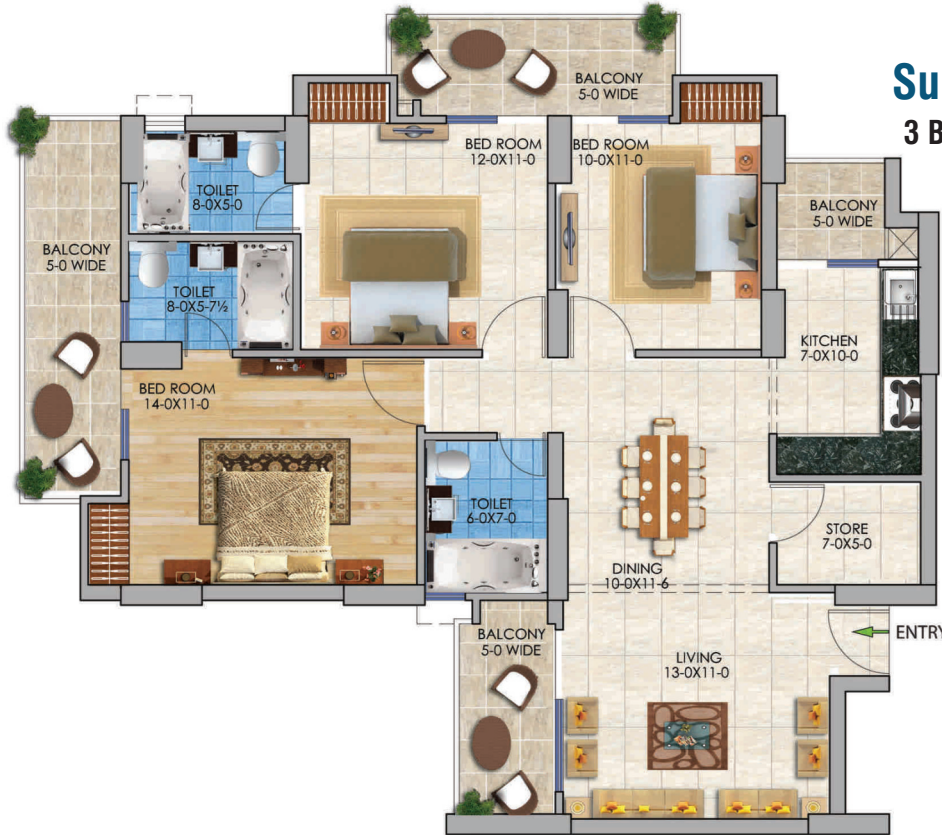 Su
3 B
BALCONY
5-0 WIDE
BED ROOM
12-0X11-0
BED ROOM
10-0X11-0
TOILET
8-0X5-0
BALCONY
5-0 WIDE
BALCONY
5-0 WIDE
TOILET
8-0X5-7½
KITCHEN
7-0X10-0
BED ROOM
14-0X11-0
TOILET
6-0X7-0
STORE
7-0X5-0
DINING
10-0X11-6
ENTRY
BALCONY
5-0 WIDE
LIVING
13-0X11-0